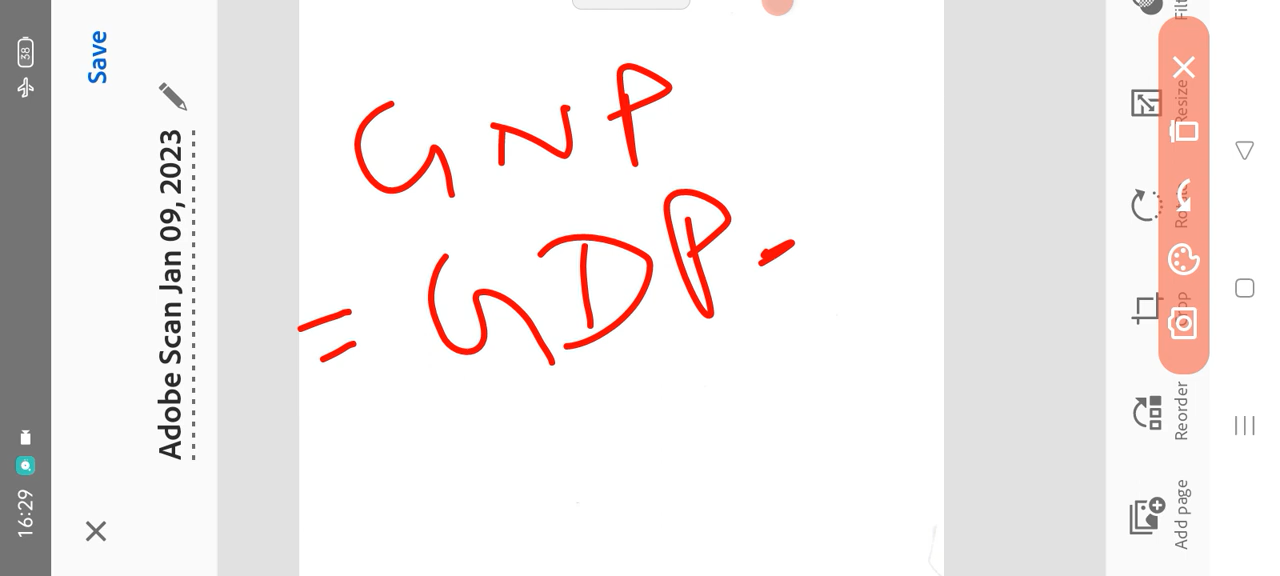 GNP
= GDP -
16:29
38
Save
Adobe Scan Jan 09, 2023
Resize
Reorder
Add page